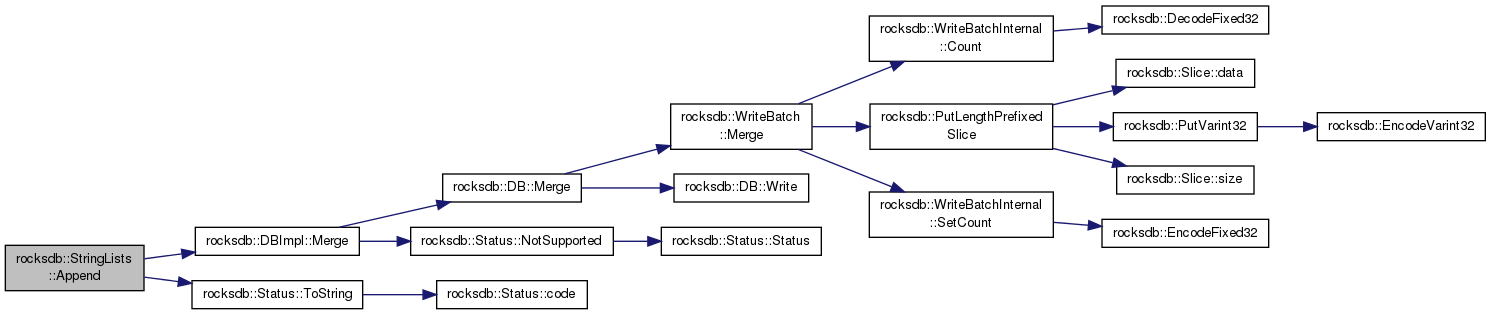 rocksdb::StringLists
::Append
rocksdb::DBImpl::Merge
rocksdb::Status::ToString
rocksdb::DB::Merge
rocksdb::Status::NotSupported
rocksdb::Status::code
rocksdb::WriteBatch
::Merge
rocksdb::DB::Write
rocksdb::Status::Status
rocksdb::WriteBatchInternal
::Count
rocksdb::PutLengthPrefixed
Slice
rocksdb::WriteBatchInternal
::SetCount
rocksdb::DecodeFixed32
rocksdb::Slice::data
rocksdb::PutVarint32
rocksdb::Slice::size
rocksdb::EncodeFixed32
rocksdb::EncodeVarint32